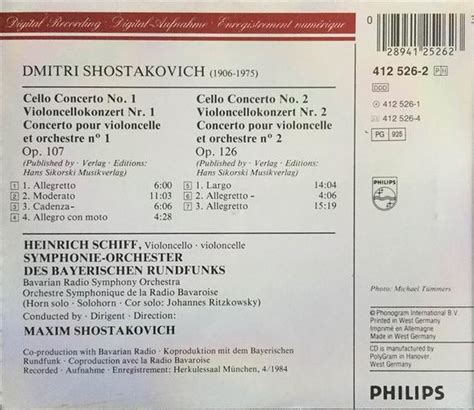 Digital Recording · Digital-Aufnahme · Enregistrement numérique
DMITRI SHOSTAKOVICH (1906-1975)
Cello Concerto No. 1
Violoncellokonzert Nr. 1
Concerto pour violoncelle
et orchestre nº 1
Op. 107
(Published by · Verlag · Editions:
Hans Sikorski Musikverlag)
1 1. Allegretto 6:00
2 2. Moderato 11:03
3 3. Cadenza– 6:06
4 4. Allegro con moto 4:28
Cello Concerto No. 2
Violoncellokonzert Nr. 2
Concerto pour violoncelle
et orchestre nº 2
Op. 126
(Published by · Verlag · Editions:
Hans Sikorski Musikverlag)
1. Largo 14:04
2. Allegretto– 6:06
3. Allegretto 15:19
HEINRICH SCHIFF, Violoncello · violoncelle
SYMPHONIE-ORCHESTER
DES BAYERISCHEN RUNDFUNKS
Bavarian Radio Symphony Orchestra
Orchestre Symphonique de la Radio Bavaroise
(Horn solo · Solohorn · Cor solo: Johannes Ritzkowsky)
Conducted by · Dirigent · Direction:
MAXIM SHOSTAKOVICH
Co-production with Bavarian Radio · Koproduktion mit dem Bayerischen
Rundfunk · Coproduction avec la Radio Bavaroise
Recorded · Aufnahme · Enregistrement: Herkulessaal München, 4/1984
0
28941 25262
3
412 526-2
PH
DDD
412 526-1
412 526-4
PG 925
PHILIPS
Photo: Michael Tammers
Ⓟ Phonogram International B.V.
Printed in West Germany
Imprimé en Allemagne
Made in West Germany
CD is manufactured by
PolyGram in Hanover,
West Germany
PHILIPS